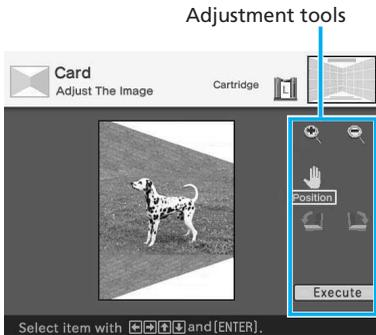 Adjustment tools
Card
Adjust The Image
Cartridge
L
Position
Execute
Select item with ←→↑↓ and [ENTER].